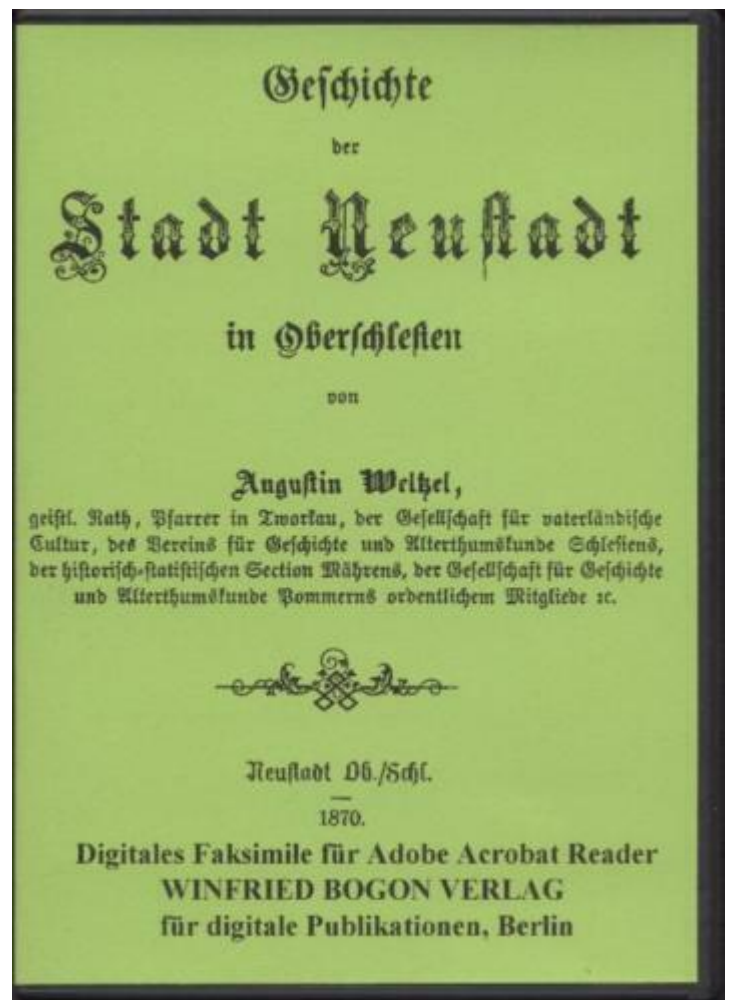 Geschichte
der
Stadt Neustadt
in Oberschlesien
von
Augustin Weltzel,
geistl. Rath, Pfarrer in Tworkau, der Gesellschaft für vaterländische
Cultur, des Vereins für Geschichte und Alterthumskunde Schlesiens,
der historisch-statistischen Section Mährens, der Gesellschaft für Geschichte
und Alterthumskunde Pommerns ordentlichem Mitgliede ꝛc.
Neustadt Ob./Schl.
1870.
Digitales Faksimile für Adobe Acrobat Reader
WINFRIED BOGON VERLAG
für digitale Publikationen, Berlin